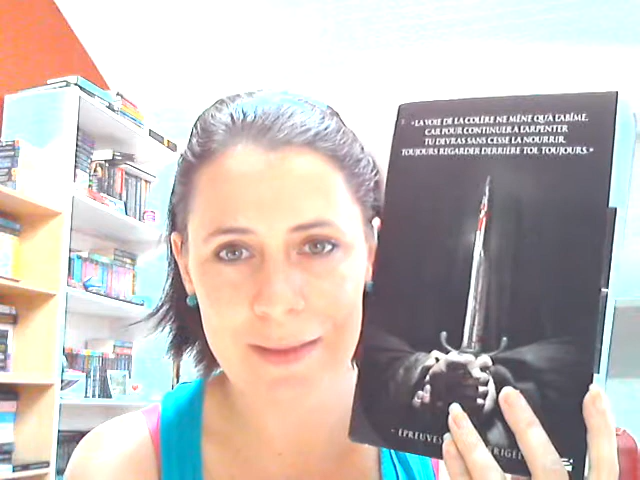 «LA VOIE DE LA COLÈRE NE MÈNE QU'À L'ABÎME.
CAR POUR CONTINUER À L'ARPENTER
TU DEVRAS SANS CESSE LA NOURRIR.
TOUJOURS REGARDER DERRIÈRE TOI. TOUJOURS.»
- ÉPREUVES